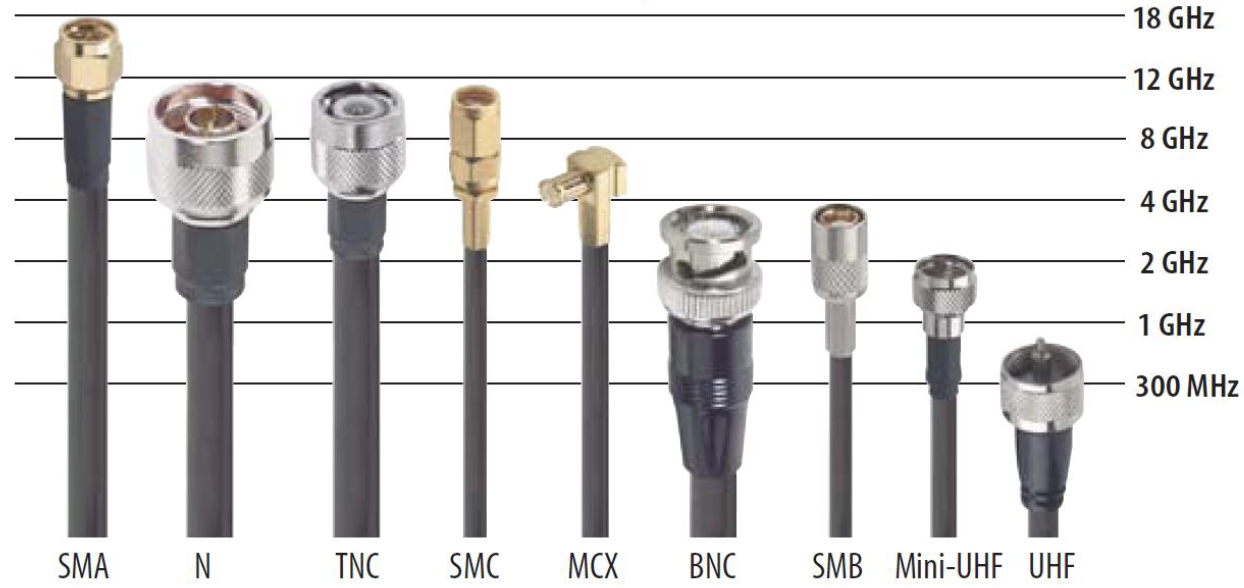 18 GHz
12 GHz
8 GHz
4 GHz
2 GHz
1 GHz
300 MHz
SMA N TNC SMC MCX BNC SMB Mini-UHF UHF